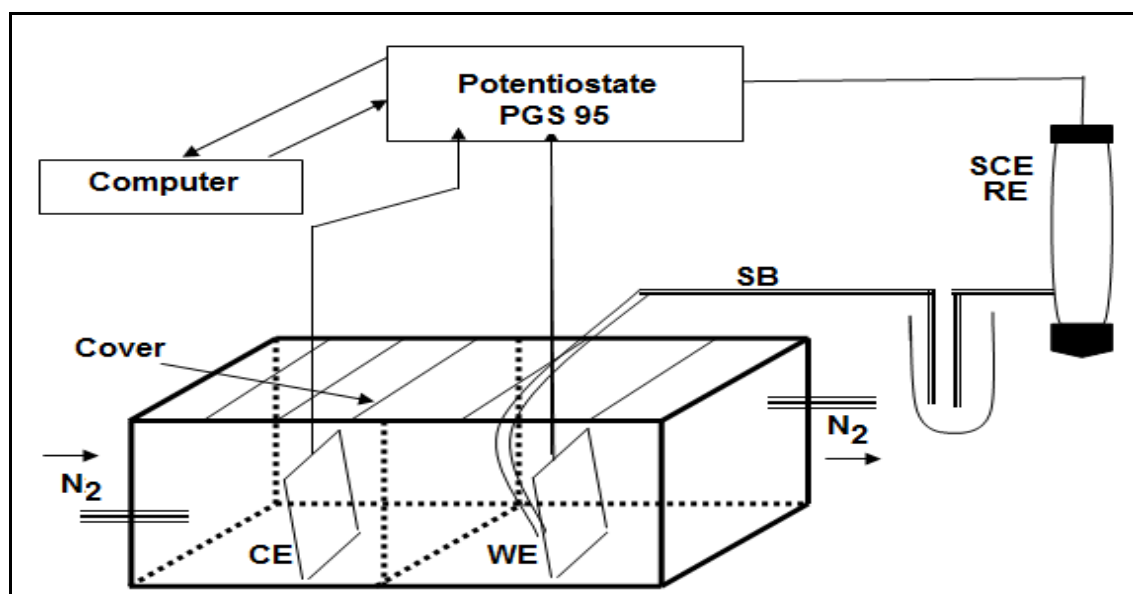 Potentiostate
PGS 95
Computer
SCE
RE
SB
Cover
N2
N2
CE
WE